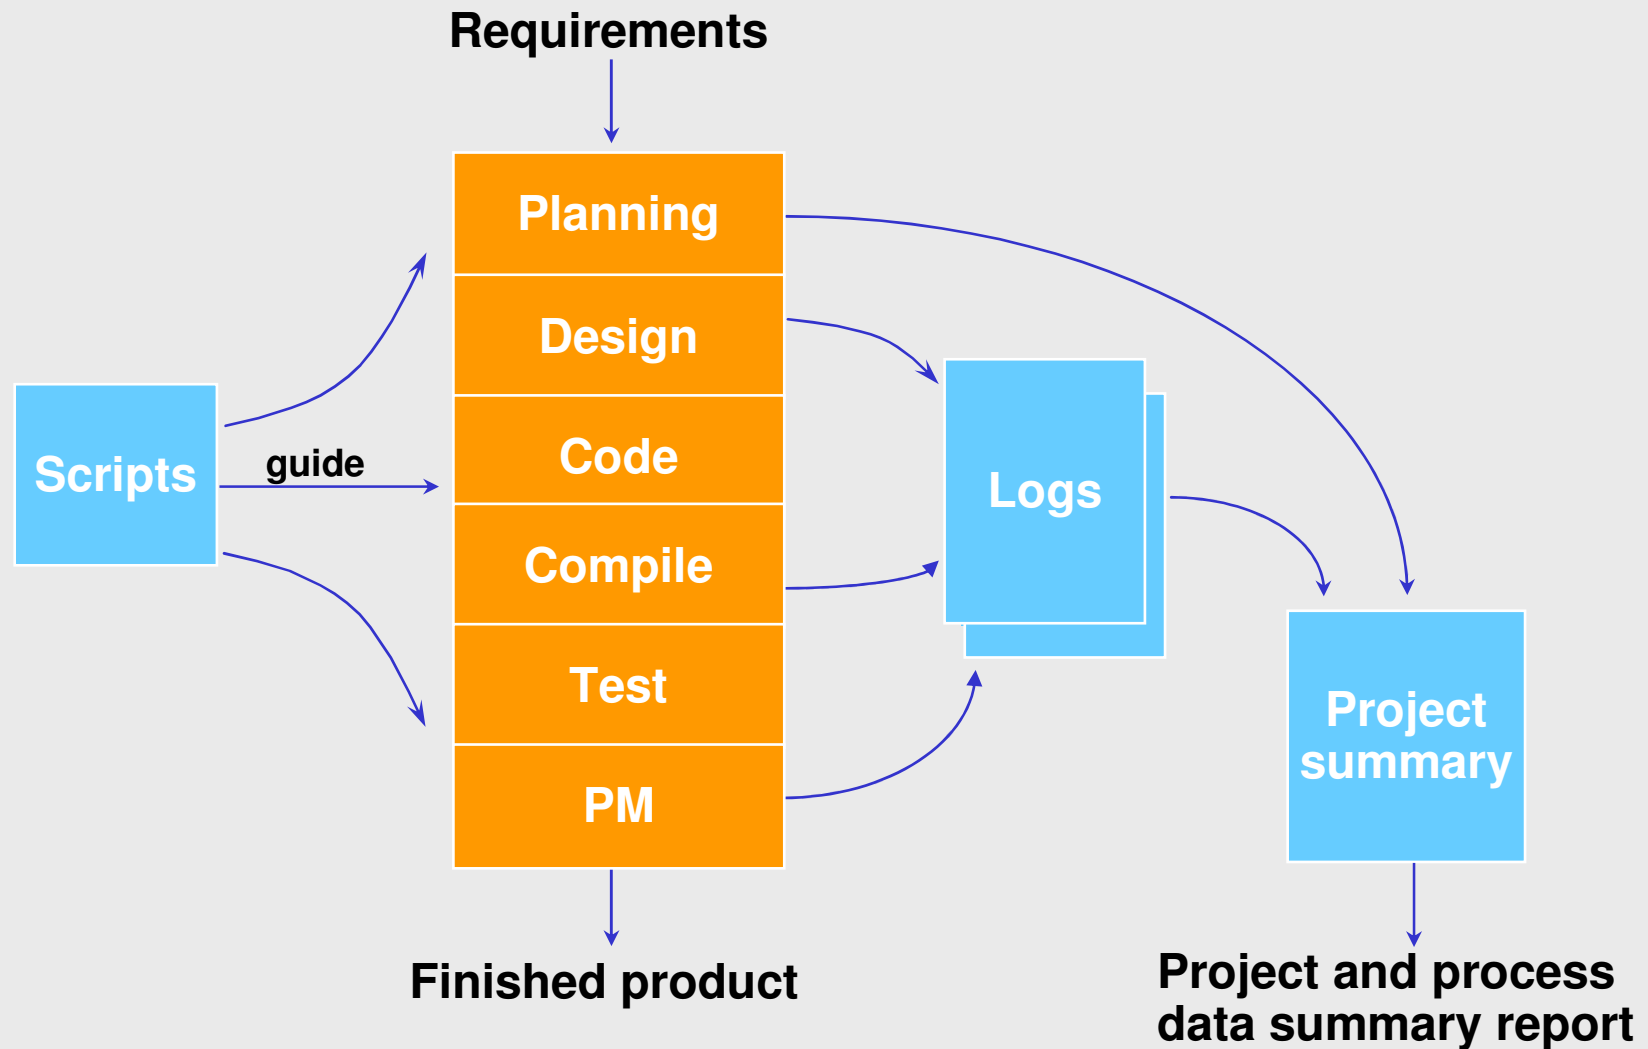 Requirements
Planning
Design
Code
Compile
Test
PM
Scripts
guide
Logs
Project
summary
Finished product
Project and process
data summary report